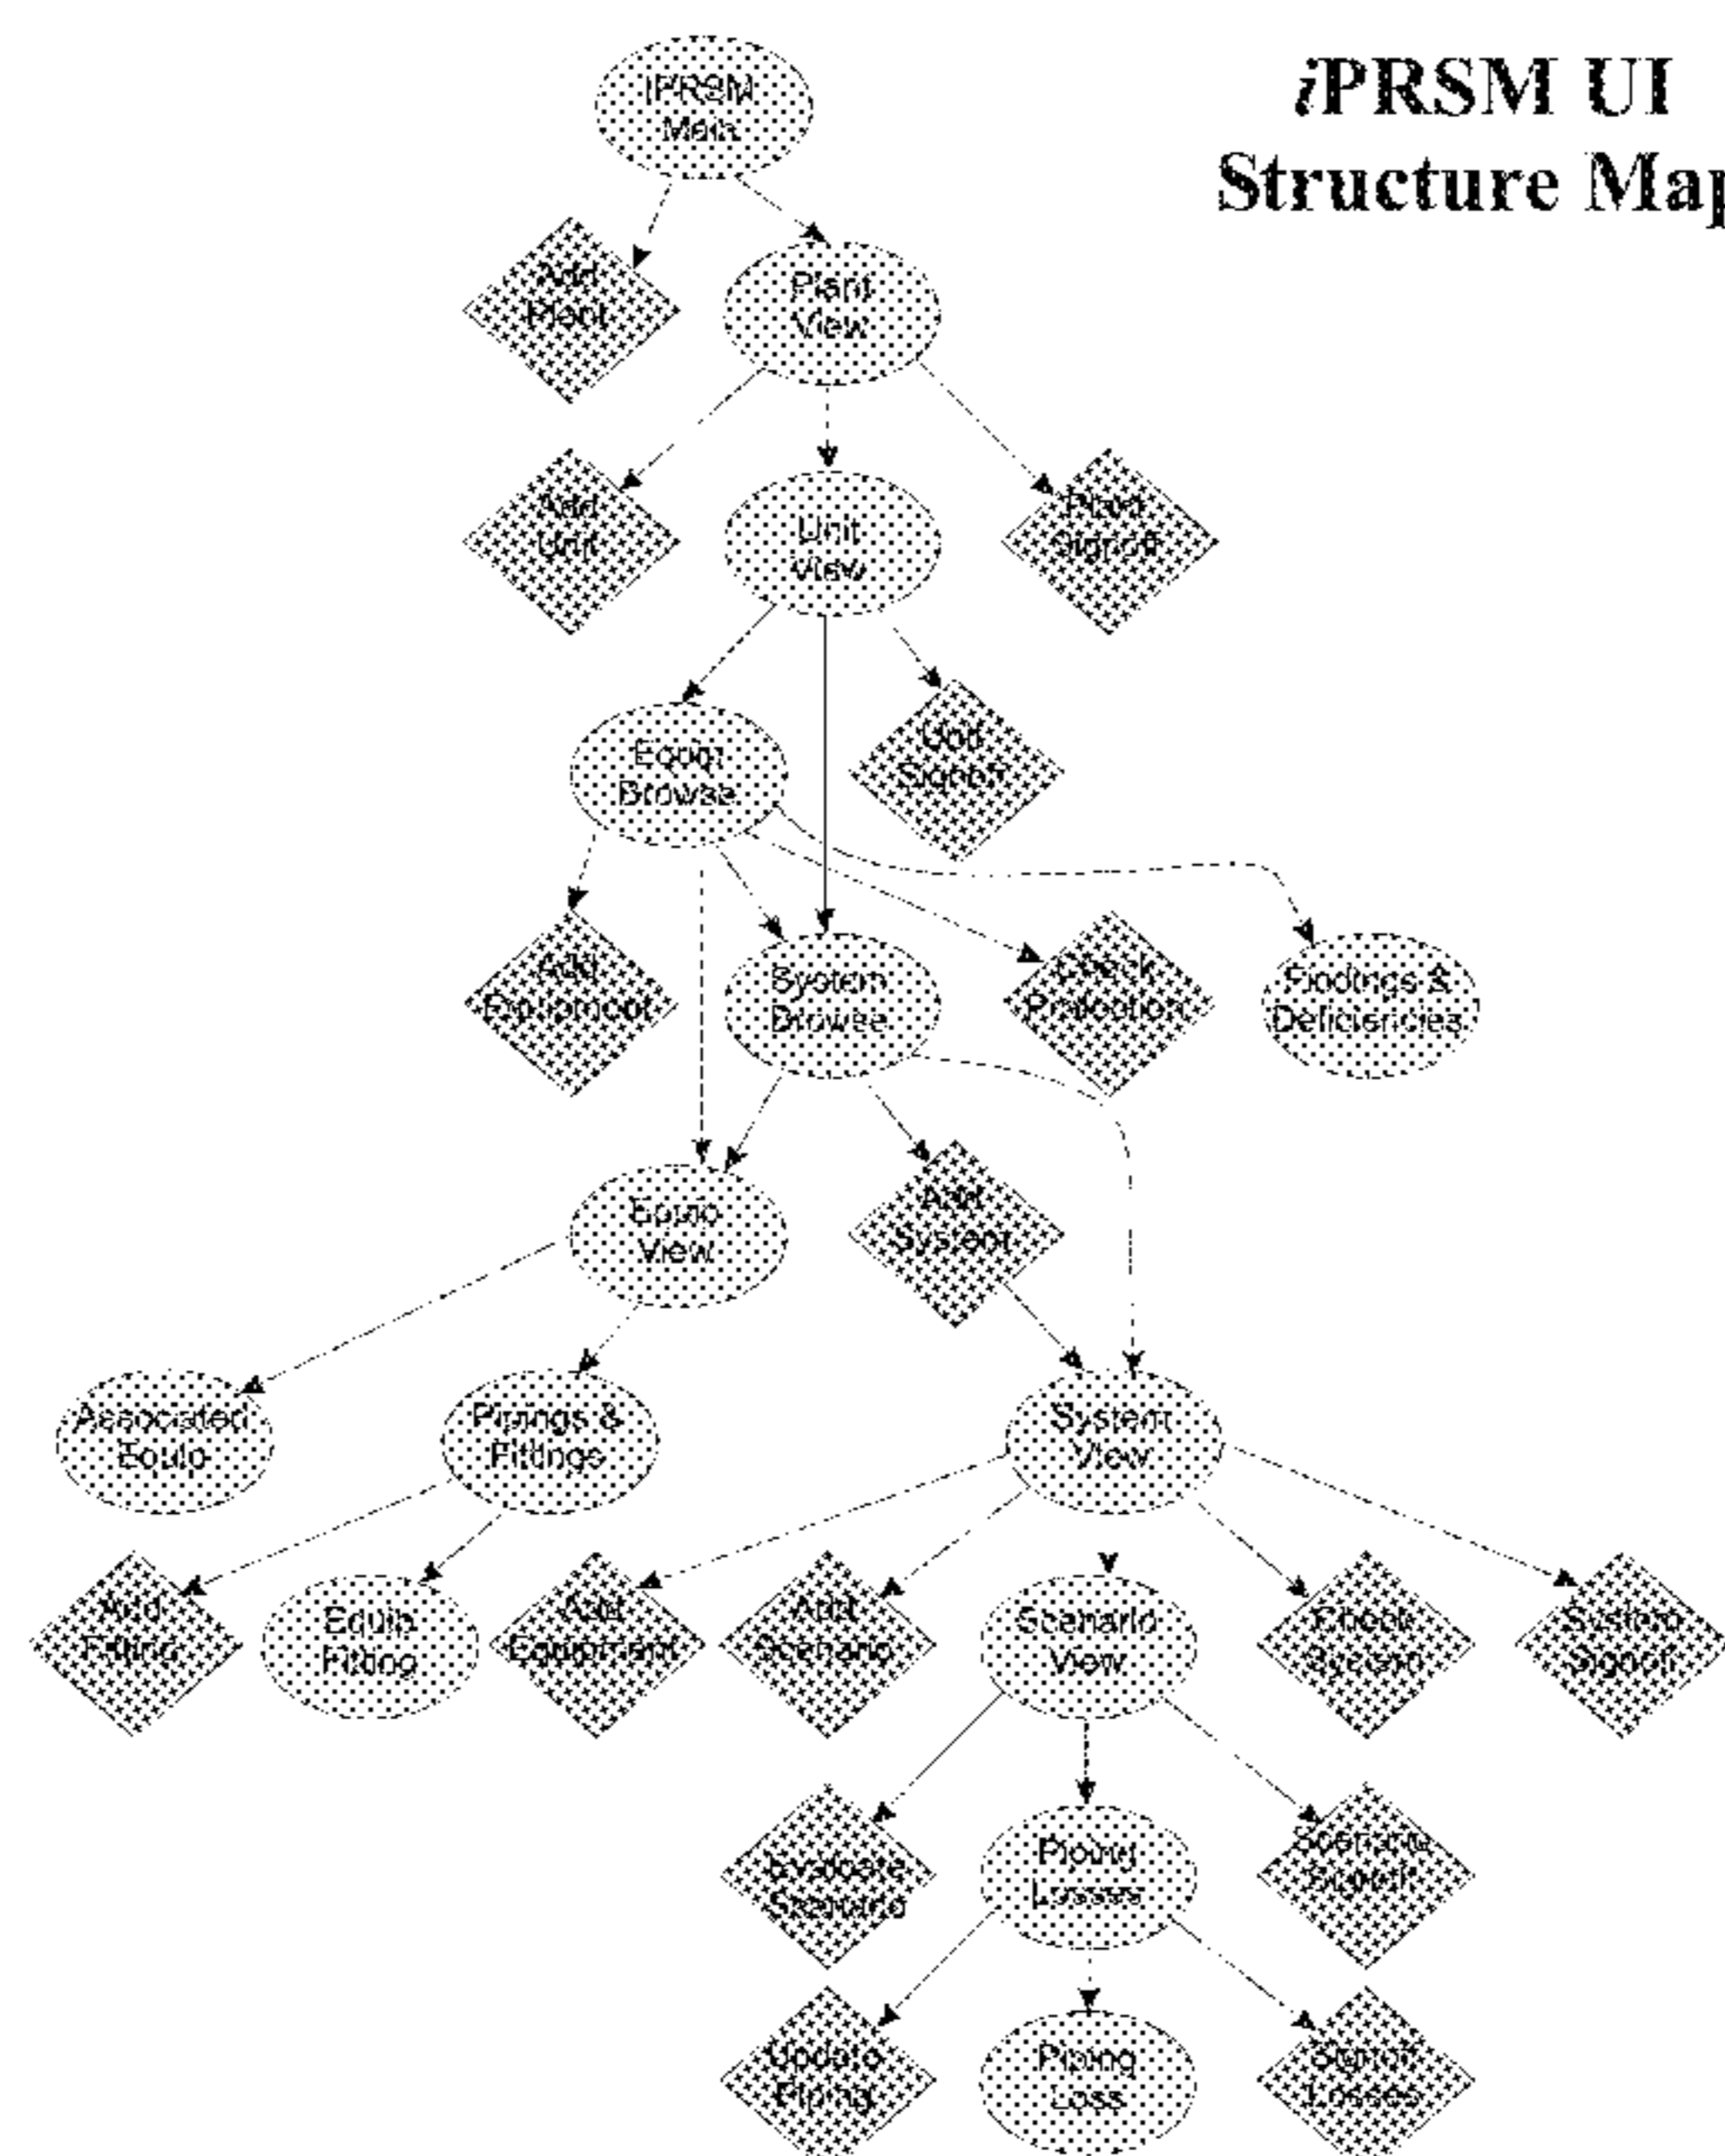 iPRSM UI
Structure Map
iPRSM
Main
Add
Plant
Plant
View
Add
Unit
Unit
View
Plant
Signoff
Equip
Browse
Unit
Signoff
Add
Equipment
System
Browse
Check
Protection
Findings &
Deficiencies
Equip
View
Add
System
Associated
Equip
Pipings &
Fittings
System
View
Add
Fitting
Equip
Fitting
Add
Equipment
Add
Scenario
Scenario
View
Check
System
System
Signoff
Evaluate
Scenario
Piping
Losses
Scenario
Signoff
Update
Piping
Piping
Loss
Signoff
Losses